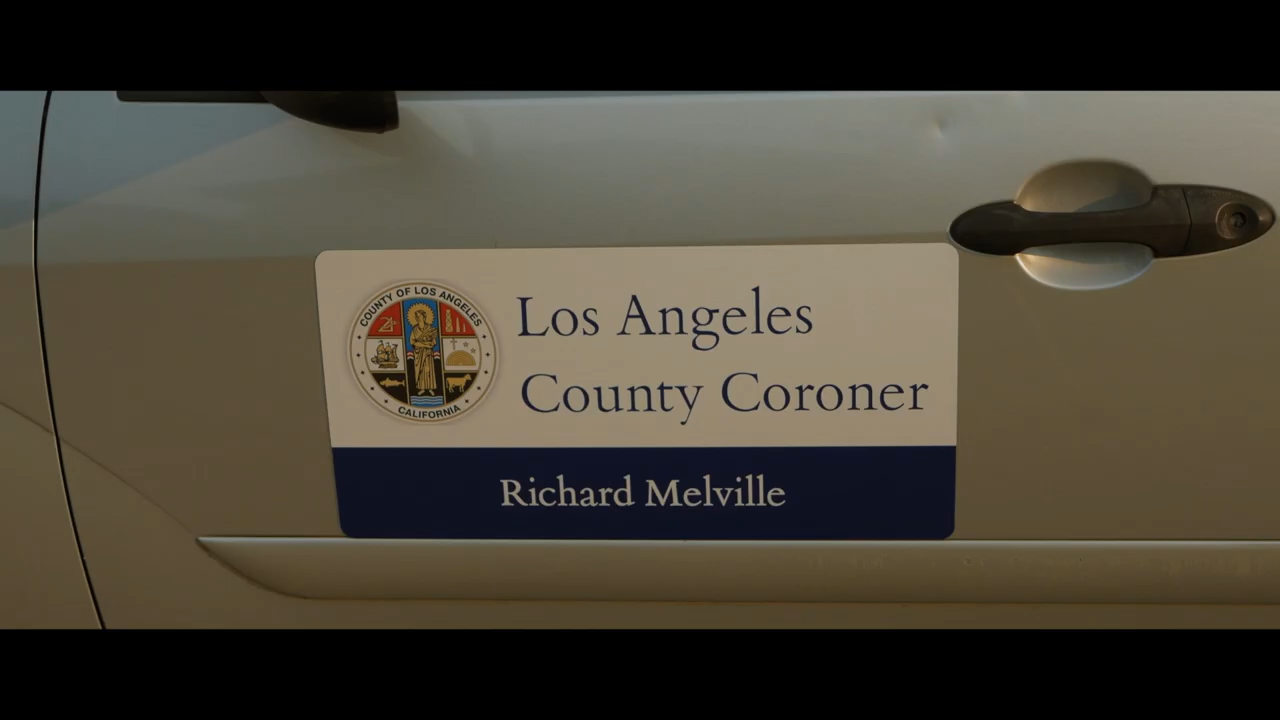 COUNTY OF LOS ANGELES
CALIFORNIA
Los Angeles
County Coroner
Richard Melville